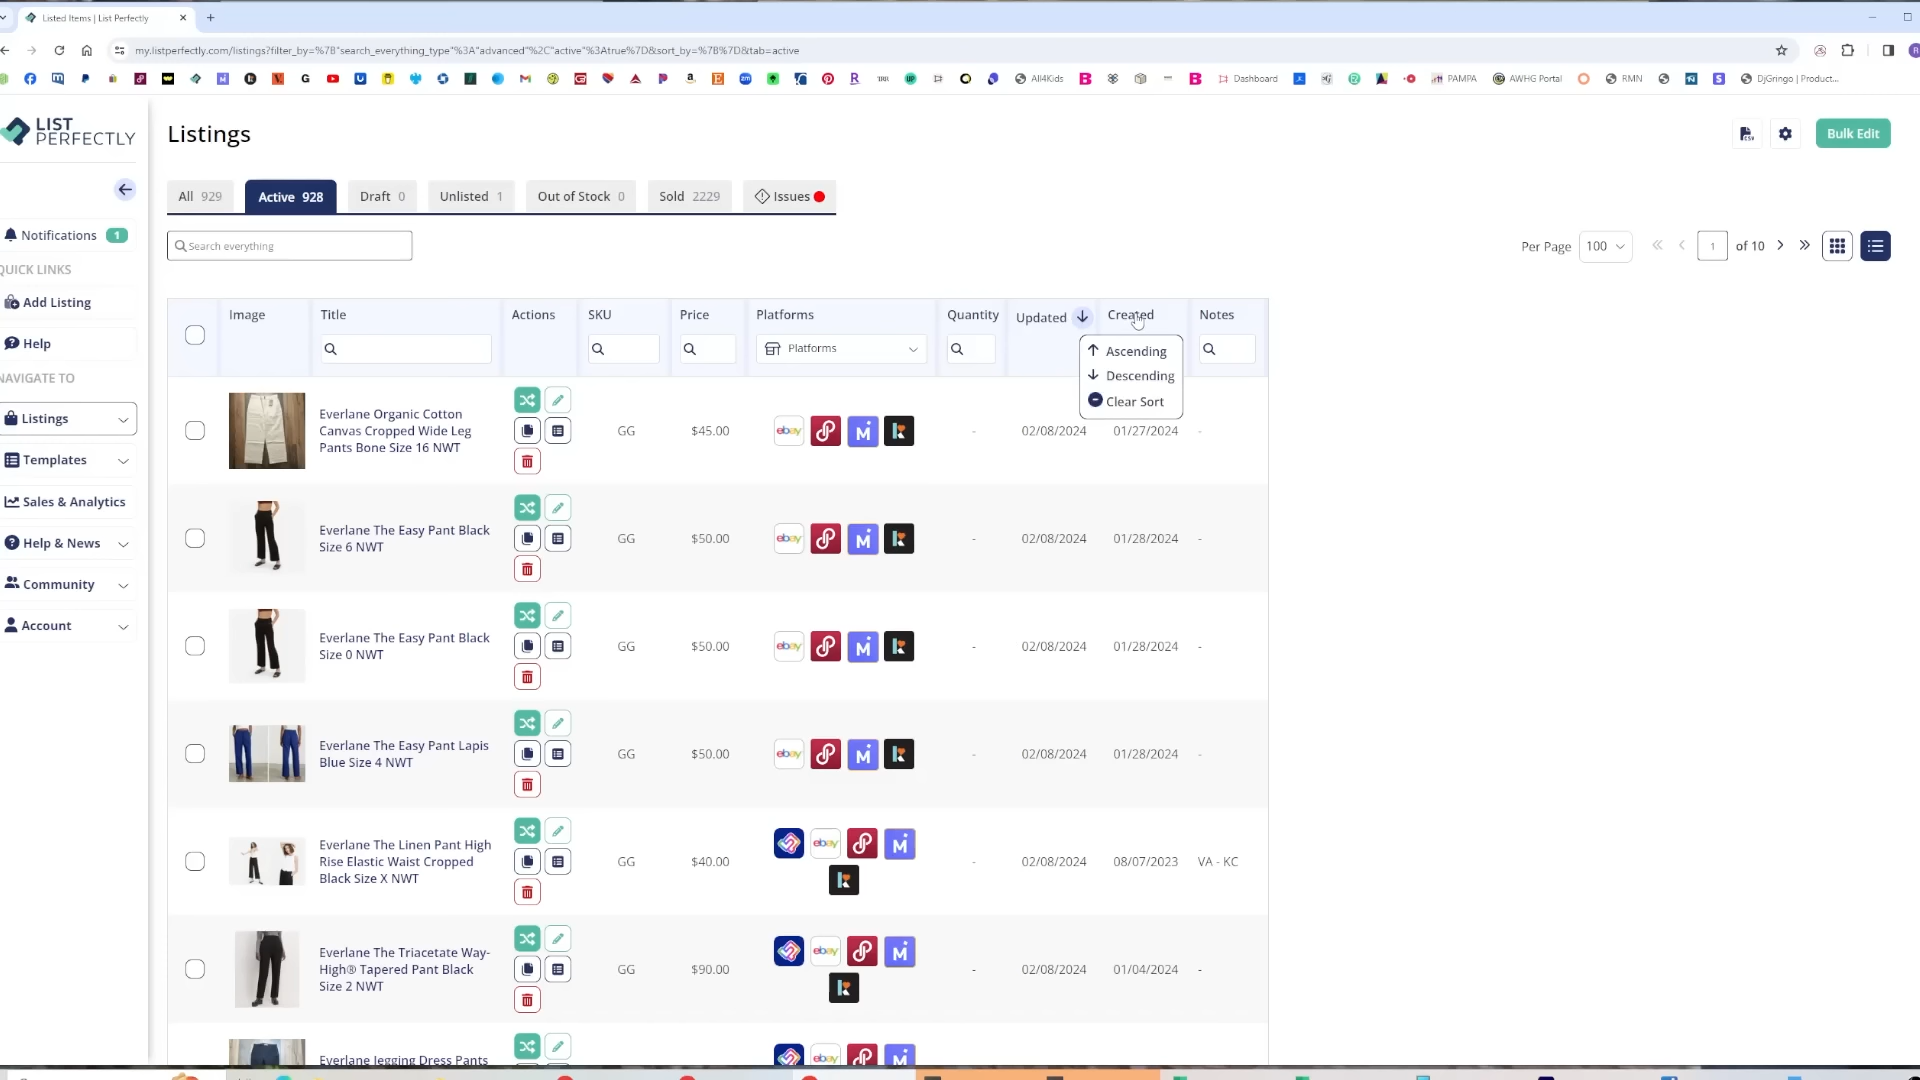 Listed Items | List Perfectly
my.listperfectly.com/listings?filter_by=%7B"search_everything_type"%3A"advanced"%2C"active"%3Atrue%7D&sort_by=%7B%7D&tab=active
All4Kids
Dashboard
PAMPA
AWHG Portal
RMN
DjGringo | Product...
LIST
PERFECTLY
Listings
CSV
Bulk Edit
All 929
Active 928
Draft 0
Unlisted 1
Out of Stock 0
Sold 2229
Issues
Notifications 1
QUICK LINKS
Add Listing
Help
NAVIGATE TO
Listings
Templates
Sales & Analytics
Help & News
Community
Account
Search everything
Per Page 100
1 of 10
Image Title Actions SKU Price Platforms Quantity Updated Created Notes
Platforms
Ascending
Descending
Clear Sort
Everlane Organic Cotton
Canvas Cropped Wide Leg
Pants Bone Size 16 NWT
GG $45.00 ebay - 02/08/2024 01/27/2024 -
Everlane The Easy Pant Black
Size 6 NWT
GG $50.00 ebay - 02/08/2024 01/28/2024 -
Everlane The Easy Pant Black
Size 0 NWT
GG $50.00 ebay - 02/08/2024 01/28/2024 -
Everlane The Easy Pant Lapis
Blue Size 4 NWT
GG $50.00 ebay - 02/08/2024 01/28/2024 -
Everlane The Linen Pant High
Rise Elastic Waist Cropped
Black Size X NWT
GG $40.00 ebay - 02/08/2024 08/07/2023 VA - KC
Everlane The Triacetate Way-
High® Tapered Pant Black
Size 2 NWT
GG $90.00 ebay - 02/08/2024 01/04/2024 -
Everlane Jegging Dress Pants
ebay